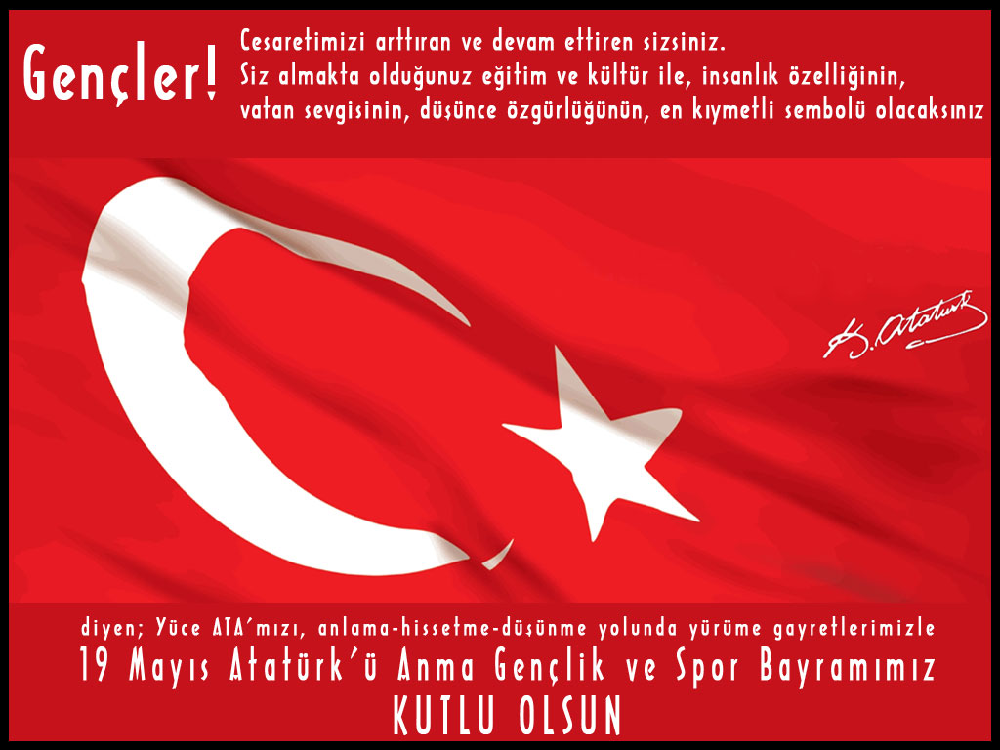 Gençler!
Cesaretimizi arttıran ve devam ettiren sizsiniz.
Siz almakta olduğunuz eğitim ve kültür ile, insanlık özelliğinin,
vatan sevgisinin, düşünce özgürlüğünün, en kıymetli sembolü olacaksınız
K. Atatürk
diyen; Yüce ATA'mızı, anlama-hissetme-düşünme yolunda yürüme gayretlerimizle
19 Mayıs Atatürk'ü Anma Gençlik ve Spor Bayramımız
KUTLU OLSUN